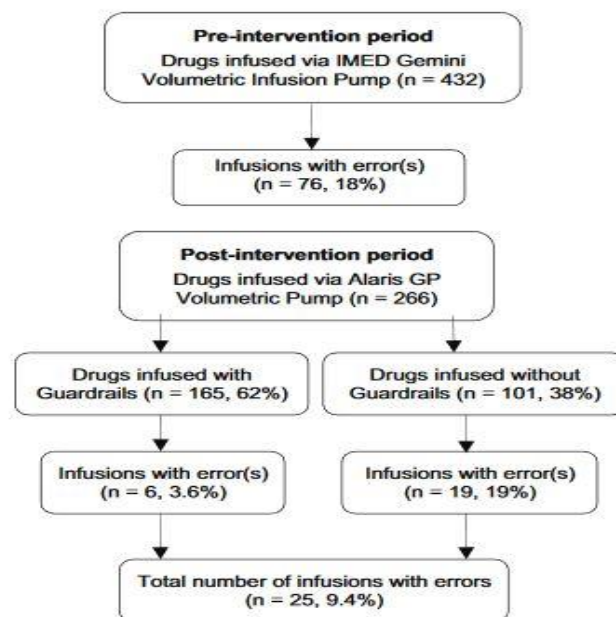 Pre-intervention period
Drugs infused via IMED Gemini
Volumetric Infusion Pump (n = 432)
Infusions with error(s)
(n = 76, 18%)
Post-intervention period
Drugs infused via Alaris GP
Volumetric Pump (n = 266)
Drugs infused with
Guardrails (n = 165, 62%)
Drugs infused without
Guardrails (n = 101, 38%)
Infusions with error(s)
(n = 6, 3.6%)
Infusions with error(s)
(n = 19, 19%)
Total number of infusions with errors
(n = 25, 9.4%)